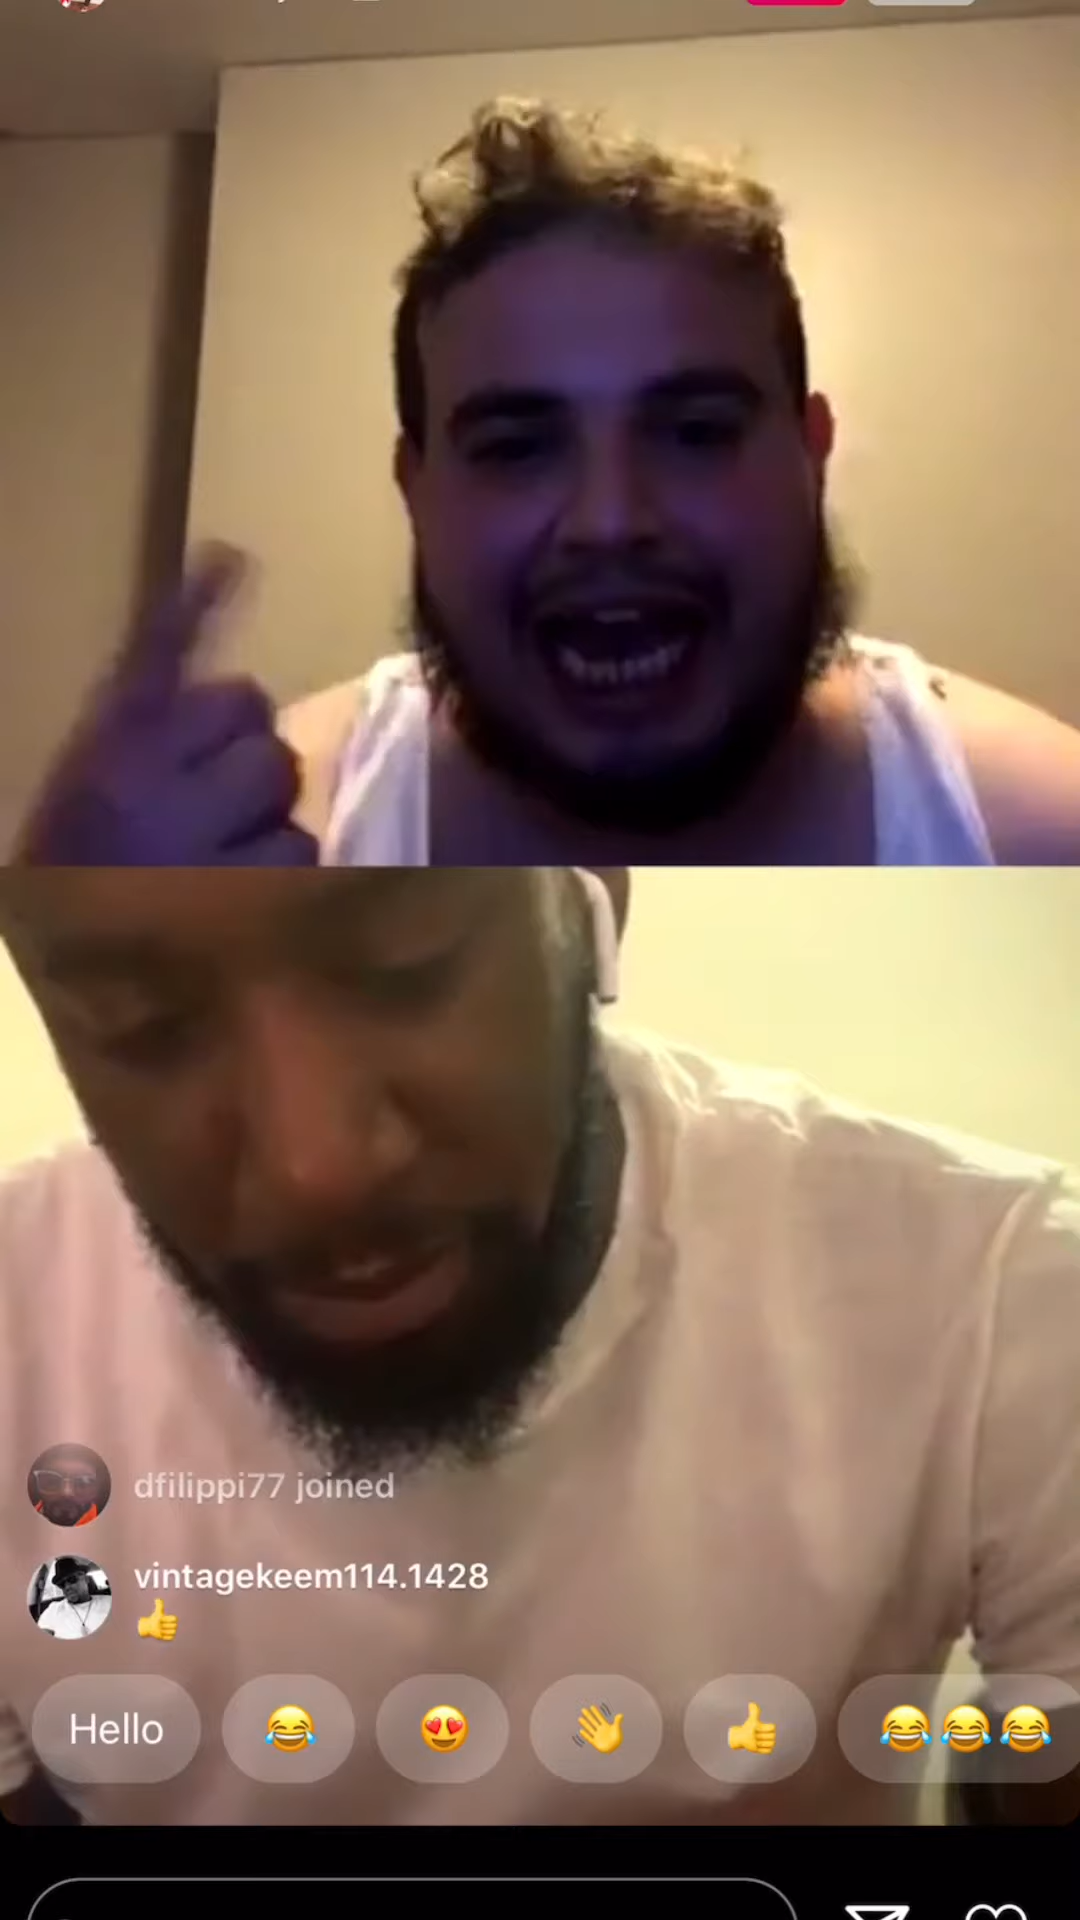 dfilippi77 joined
vintagekeem114.1428
👍
Hello 😂 😍 👋 👍 😂😂😂